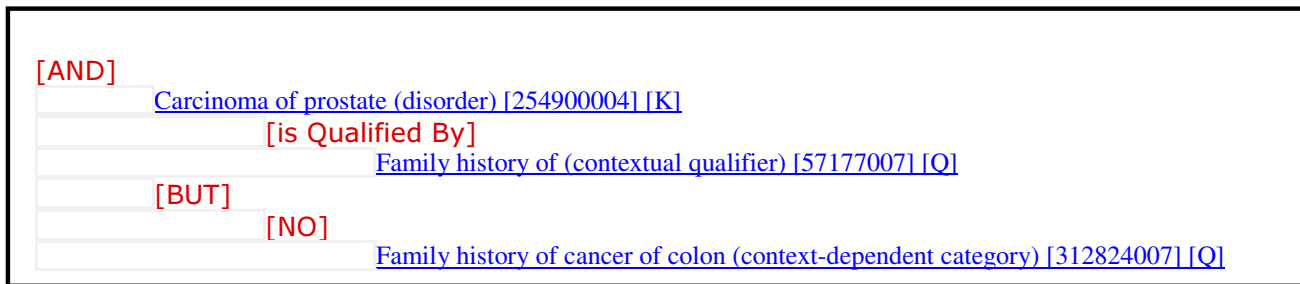 [AND]
Carcinoma of prostate (disorder) [254900004] [K]
[is Qualified By]
Family history of (contextual qualifier) [57177007] [Q]
[BUT]
[NO]
Family history of cancer of colon (context-dependent category) [312824007] [Q]